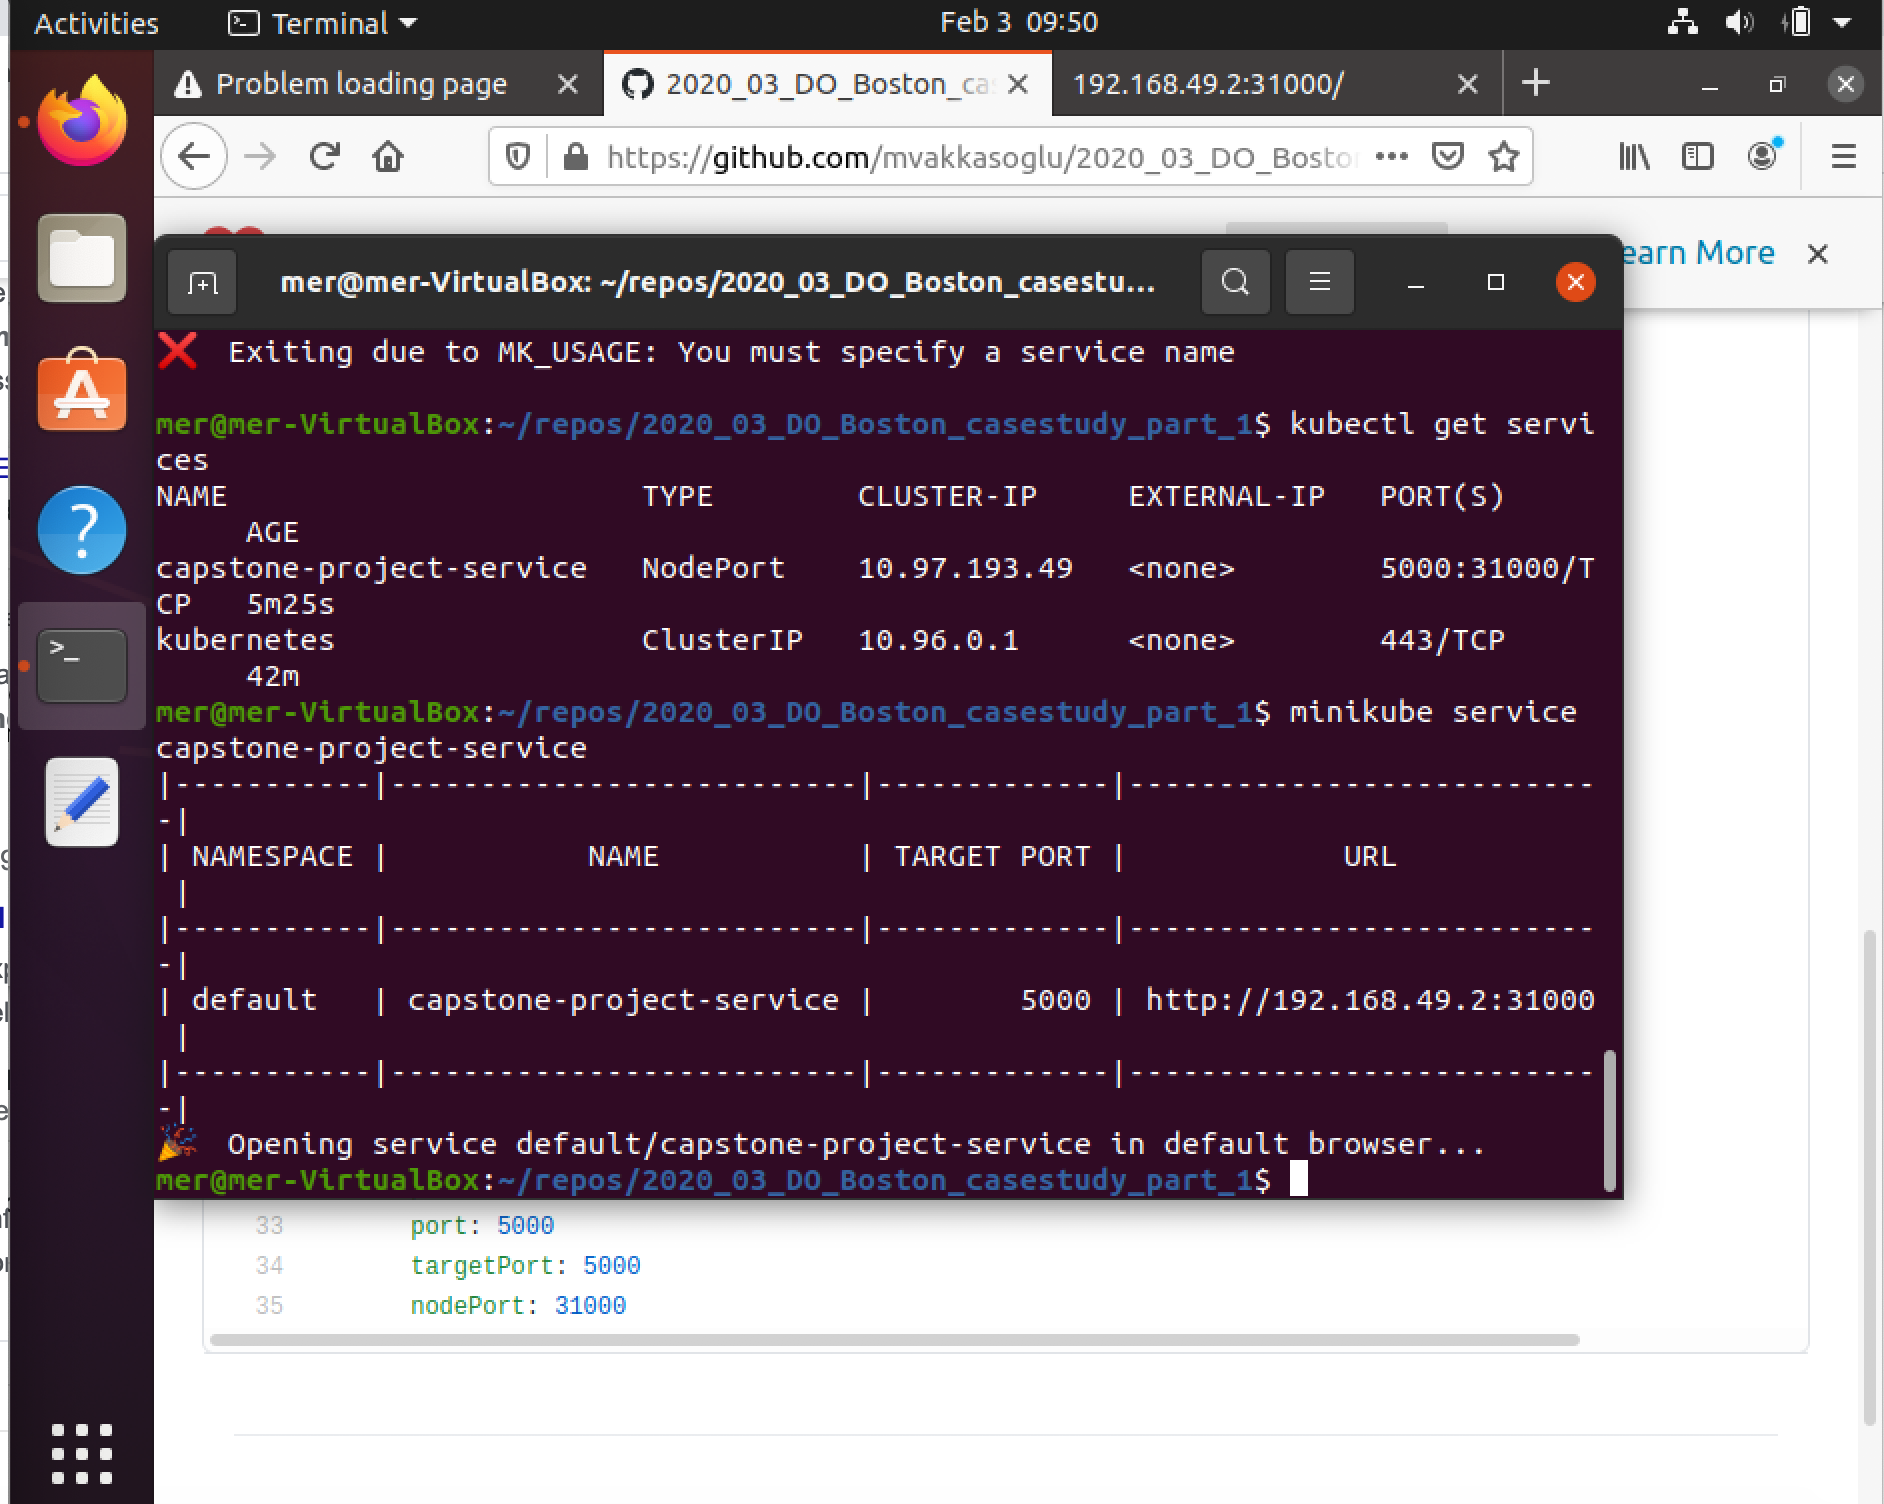 Activities
Terminal
Feb 3 09:50
Problem loading page
2020_03_DO_Boston_cas
192.168.49.2:31000/
https://github.com/mvakkasoglu/2020_03_DO_Bosto
earn More
mer@mer-VirtualBox: ~/repos/2020_03_DO_Boston_casestu...
Exiting due to MK_USAGE: You must specify a service name
mer@mer-VirtualBox:~/repos/2020_03_DO_Boston_casestudy_part_1$ kubectl get servi
ces
NAME TYPE CLUSTER-IP EXTERNAL-IP PORT(S)
AGE
capstone-project-service NodePort 10.97.193.49 <none> 5000:31000/T
CP 5m25s
kubernetes ClusterIP 10.96.0.1 <none> 443/TCP
42m
mer@mer-VirtualBox:~/repos/2020_03_DO_Boston_casestudy_part_1$ minikube service
capstone-project-service
|-----------|--------------------------|-------------|--------------------------
-|
| NAMESPACE | NAME | TARGET PORT | URL
|
|-----------|--------------------------|-------------|--------------------------
-|
| default | capstone-project-service | 5000 | http://192.168.49.2:31000
|
|-----------|--------------------------|-------------|--------------------------
-|
Opening service default/capstone-project-service in default browser...
mer@mer-VirtualBox:~/repos/2020_03_DO_Boston_casestudy_part_1$
33 port: 5000
34 targetPort: 5000
35 nodePort: 31000